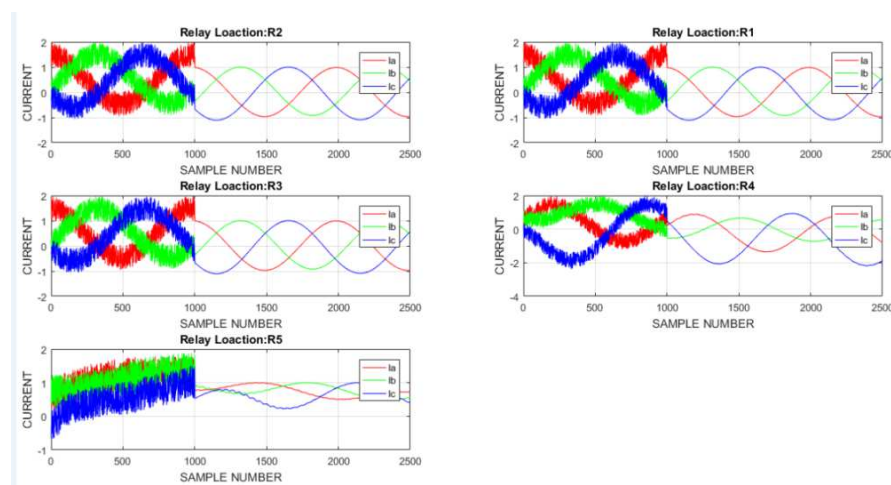 Relay Loaction:R2
CURRENT
2
1
0
-1
-2
0 500 1000 1500 2000 2500
SAMPLE NUMBER
Ia
Ib
Ic
Relay Loaction:R1
CURRENT
2
1
0
-1
-2
0 500 1000 1500 2000 2500
SAMPLE NUMBER
Ia
Ib
Ic
Relay Loaction:R3
CURRENT
2
1
0
-1
-2
0 500 1000 1500 2000 2500
SAMPLE NUMBER
Ia
Ib
Ic
Relay Loaction:R4
CURRENT
2
0
-2
-4
0 500 1000 1500 2000 2500
SAMPLE NUMBER
Ia
Ib
Ic
Relay Loaction:R5
CURRENT
2
1
0
-1
0 500 1000 1500 2000 2500
SAMPLE NUMBER
Ia
Ib
Ic